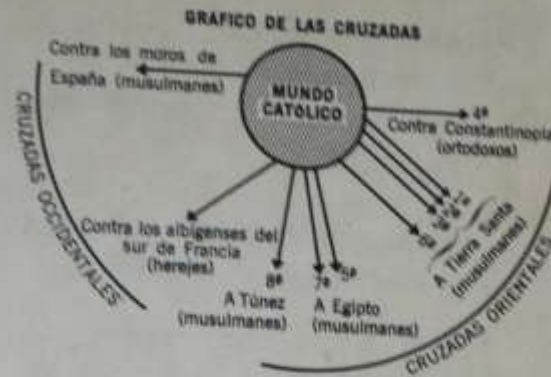 GRAFICO DE LAS CRUZADAS
Contra los moros de
España (musulmanes)
MUNDO
CATÓLICO
4ª
Contra Constantinopla
(ortodoxos)
CRUZADAS OCCIDENTALES
Contra los albigenses del
sur de Francia
(herejes)
8ª
A Túnez
(musulmanes)
7ª 5ª
A Egipto
(musulmanes)
A Tierra Santa
(musulmanes)
CRUZADAS ORIENTALES